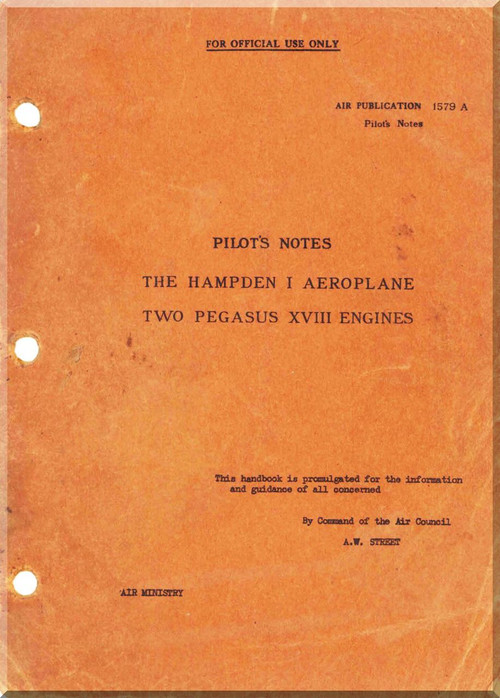 FOR OFFICIAL USE ONLY
AIR PUBLICATION 1579 A
Pilot's Notes
PILOT'S NOTES
THE HAMPDEN I AEROPLANE
TWO PEGASUS XVIII ENGINES
This handbook is promulgated for the information
and guidance of all concerned
By Command of the Air Council
A.W. STREET
AIR MINISTRY